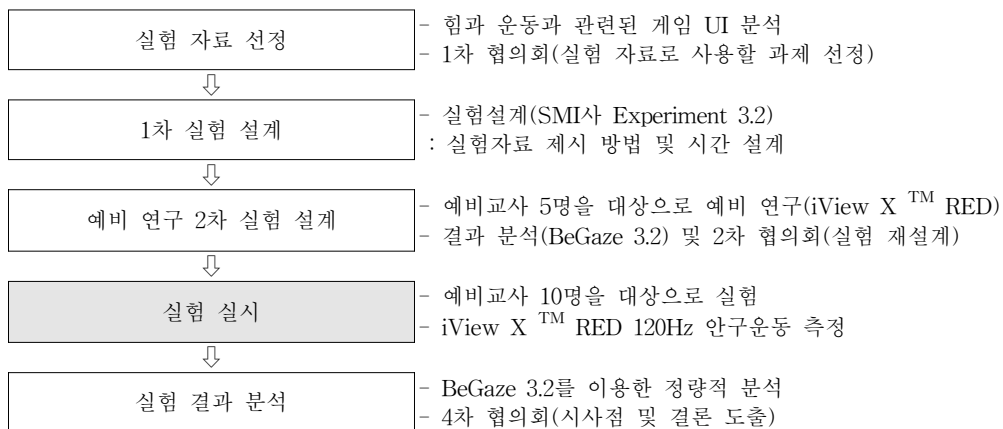 실험 자료 선정
- 힘과 운동과 관련된 게임 UI 분석
- 1차 협의회(실험 자료로 사용할 과제 선정)
⇩
1차 실험 설계
- 실험설계(SMI사 Experiment 3.2)
: 실험자료 제시 방법 및 시간 설계
⇩
예비 연구 2차 실험 설계
- 예비교사 5명을 대상으로 예비 연구(iView X TM RED)
- 결과 분석(BeGaze 3.2) 및 2차 협의회(실험 재설계)
⇩
실험 실시
- 예비교사 10명을 대상으로 실험
- iView X TM RED 120Hz 안구운동 측정
⇩
실험 결과 분석
- BeGaze 3.2를 이용한 정량적 분석
- 4차 협의회(시사점 및 결론 도출)